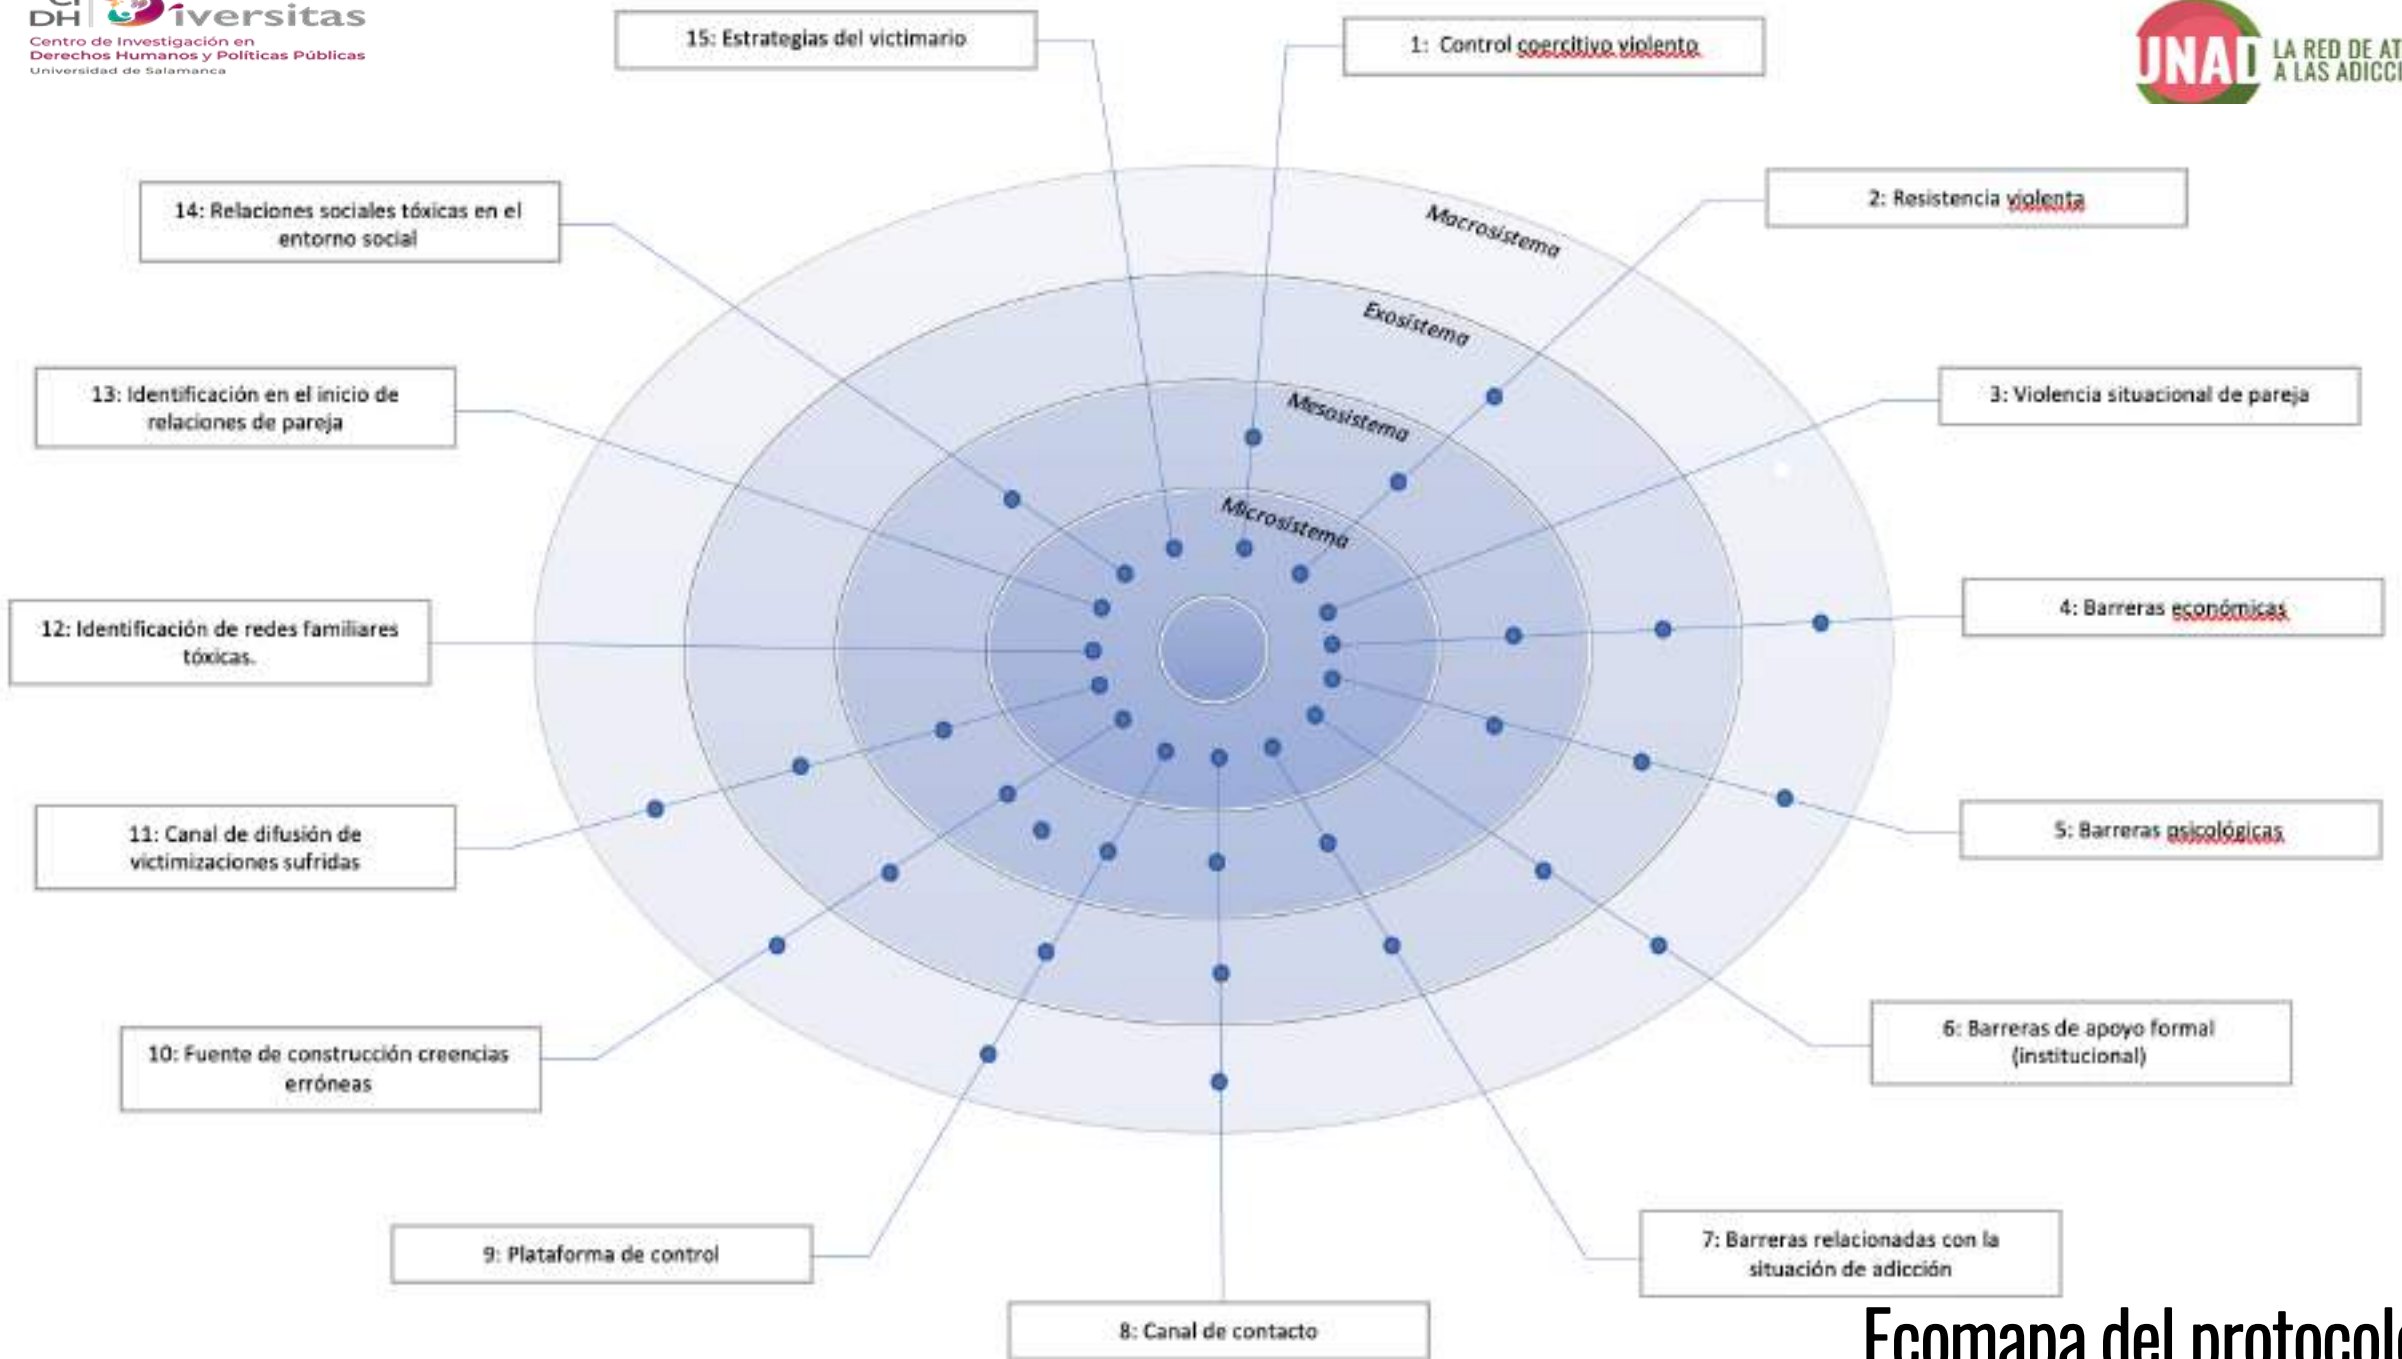 DH
iversitas
Centro de Investigación en
Derechos Humanos y Políticas Públicas
Universidad de Salamanca
UNAD
LA RED DE
A LAS
15: Estrategias del victimario
1: Control coercitivo violento
14: Relaciones sociales tóxicas en el
entorno social
2: Resistencia violenta
Macrosistema
Exosistema
Mesosistema
Microsistema
13: Identificación en el inicio de
relaciones de pareja
3: Violencia situacional de pareja
12: Identificación de redes familiares
tóxicas.
4: Barreras económicas
11: Canal de difusión de
victimizaciones sufridas
5: Barreras psicológicas
10: Fuente de construcción creencias
erróneas
6: Barreras de apoyo formal
(institucional)
9: Plataforma de control
7: Barreras relacionadas con la
situación de adicción
8: Canal de contacto
Ecomapa del protocolo